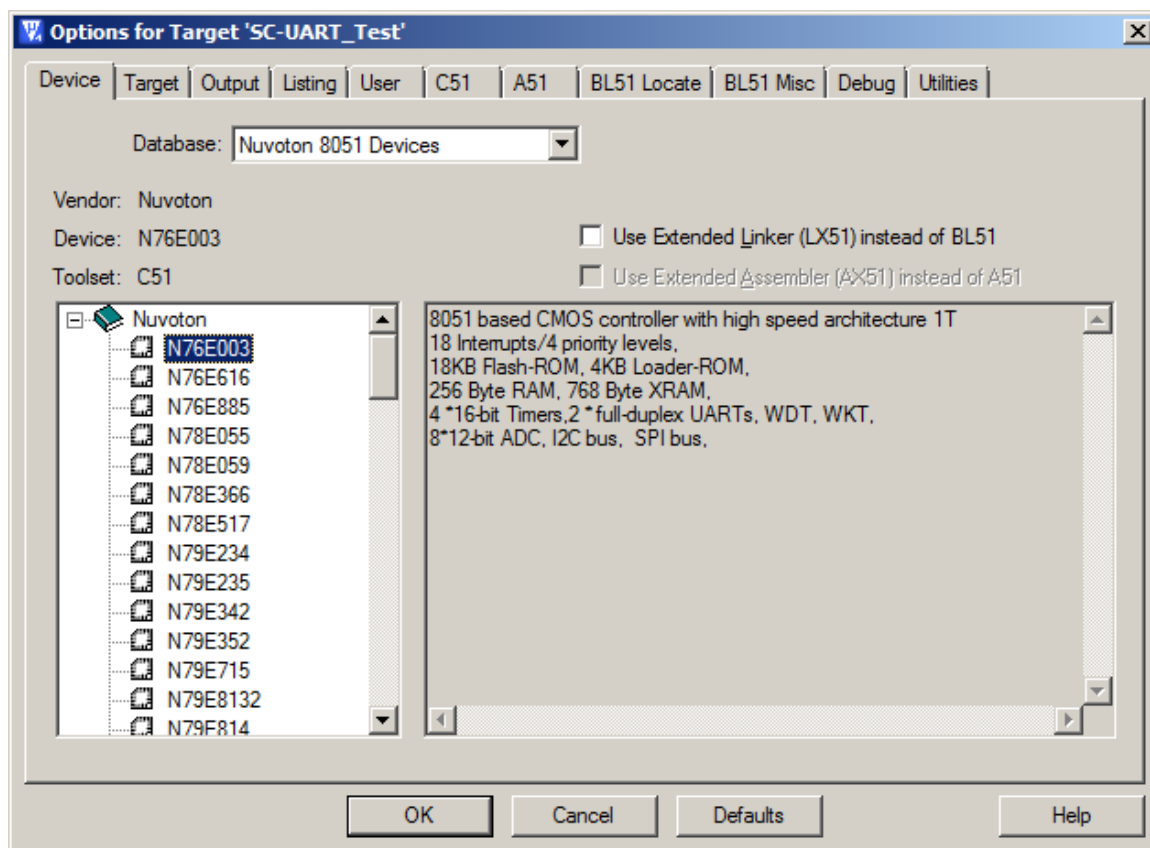 Options for Target 'SC-UART_Test'
Device Target Output Listing User C51 A51 BL51 Locate BL51 Misc Debug Utilities
Database: Nuvoton 8051 Devices
Vendor: Nuvoton
Device: N76E003
Use Extended Linker (LX51) instead of BL51
Toolset: C51
Use Extended Assembler (AX51) instead of A51
Nuvoton
N76E003
N76E616
N76E885
N78E055
N78E059
N78E366
N78E517
N79E234
N79E235
N79E342
N79E352
N79E715
N79E8132
N79E814
8051 based CMOS controller with high speed architecture 1T
18 Interrupts/4 priority levels,
18KB Flash-ROM, 4KB Loader-ROM,
256 Byte RAM, 768 Byte XRAM,
4 *16-bit Timers,2 * full-duplex UARTs, WDT, WKT,
8*12-bit ADC, I2C bus,  SPI bus,
OK Cancel Defaults Help